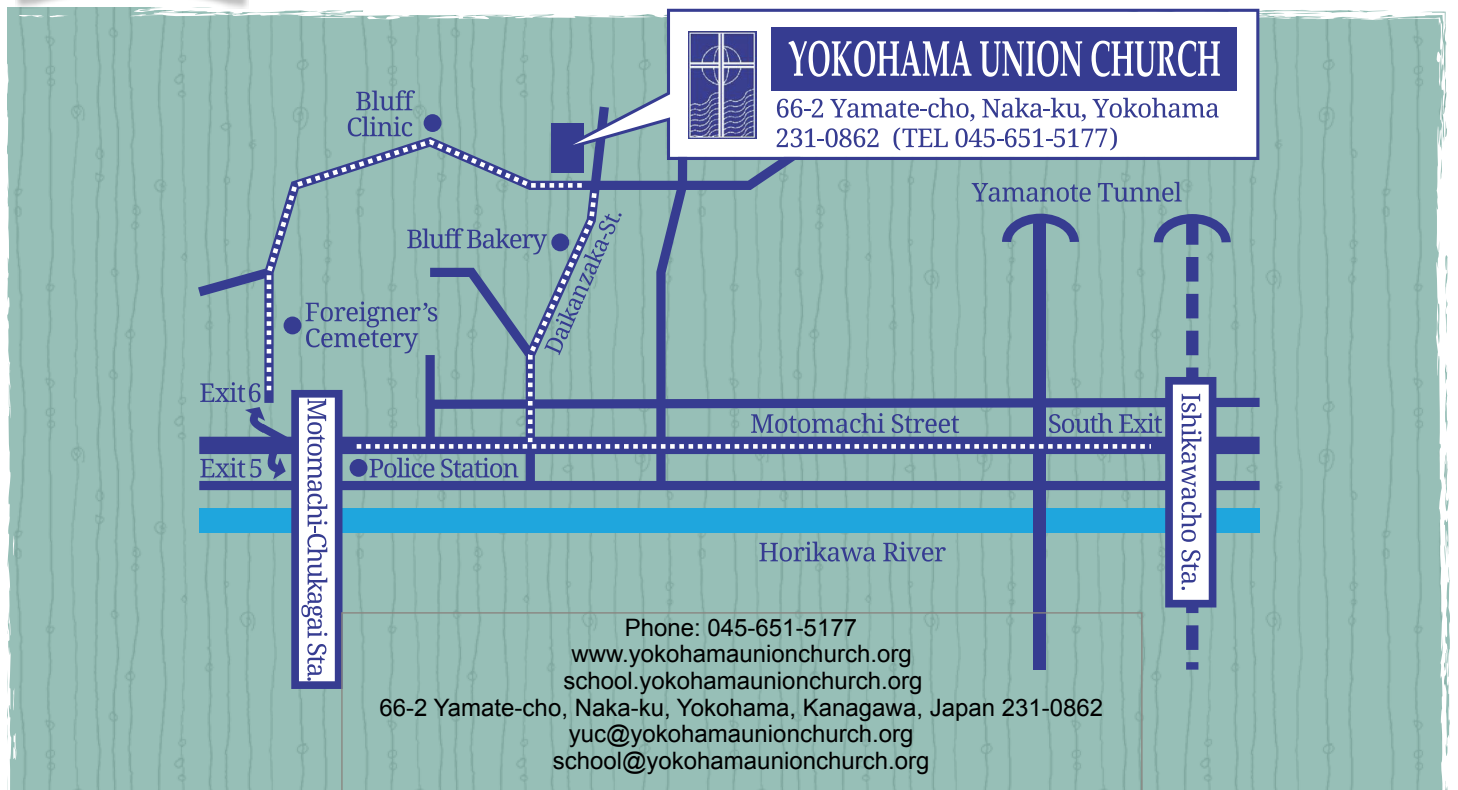 YOKOHAMA UNION CHURCH
66-2 Yamate-cho, Naka-ku, Yokohama
231-0862 (TEL 045-651-5177)
Bluff
Clinic
Yamanote Tunnel
Bluff Bakery
Daikanzaka-St.
Foreigner's
Cemetery
Exit 6
Motomachi Street
South Exit
Exit 5
Police Station
Motomachi-Chukagai Sta.
Ishikawacho Sta.
Horikawa River
Phone: 045-651-5177
www.yokohamaunionchurch.org
school.yokohamaunionchurch.org
66-2 Yamate-cho, Naka-ku, Yokohama, Kanagawa, Japan 231-0862
yuc@yokohamaunionchurch.org
school@yokohamaunionchurch.org